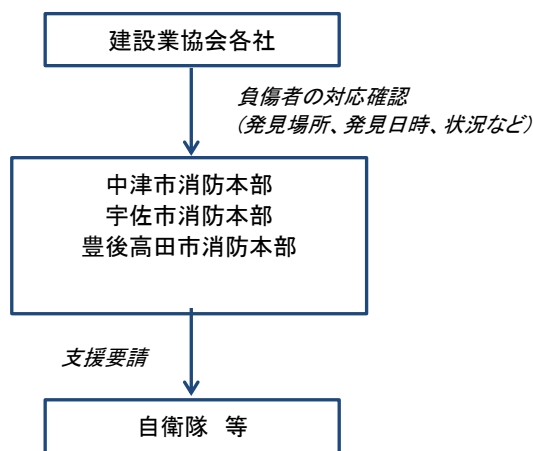 建設業協会各社
負傷者の対応確認
(発見場所、発見日時、状況など)
中津市消防本部
宇佐市消防本部
豊後高田市消防本部
支援要請
自衛隊 等